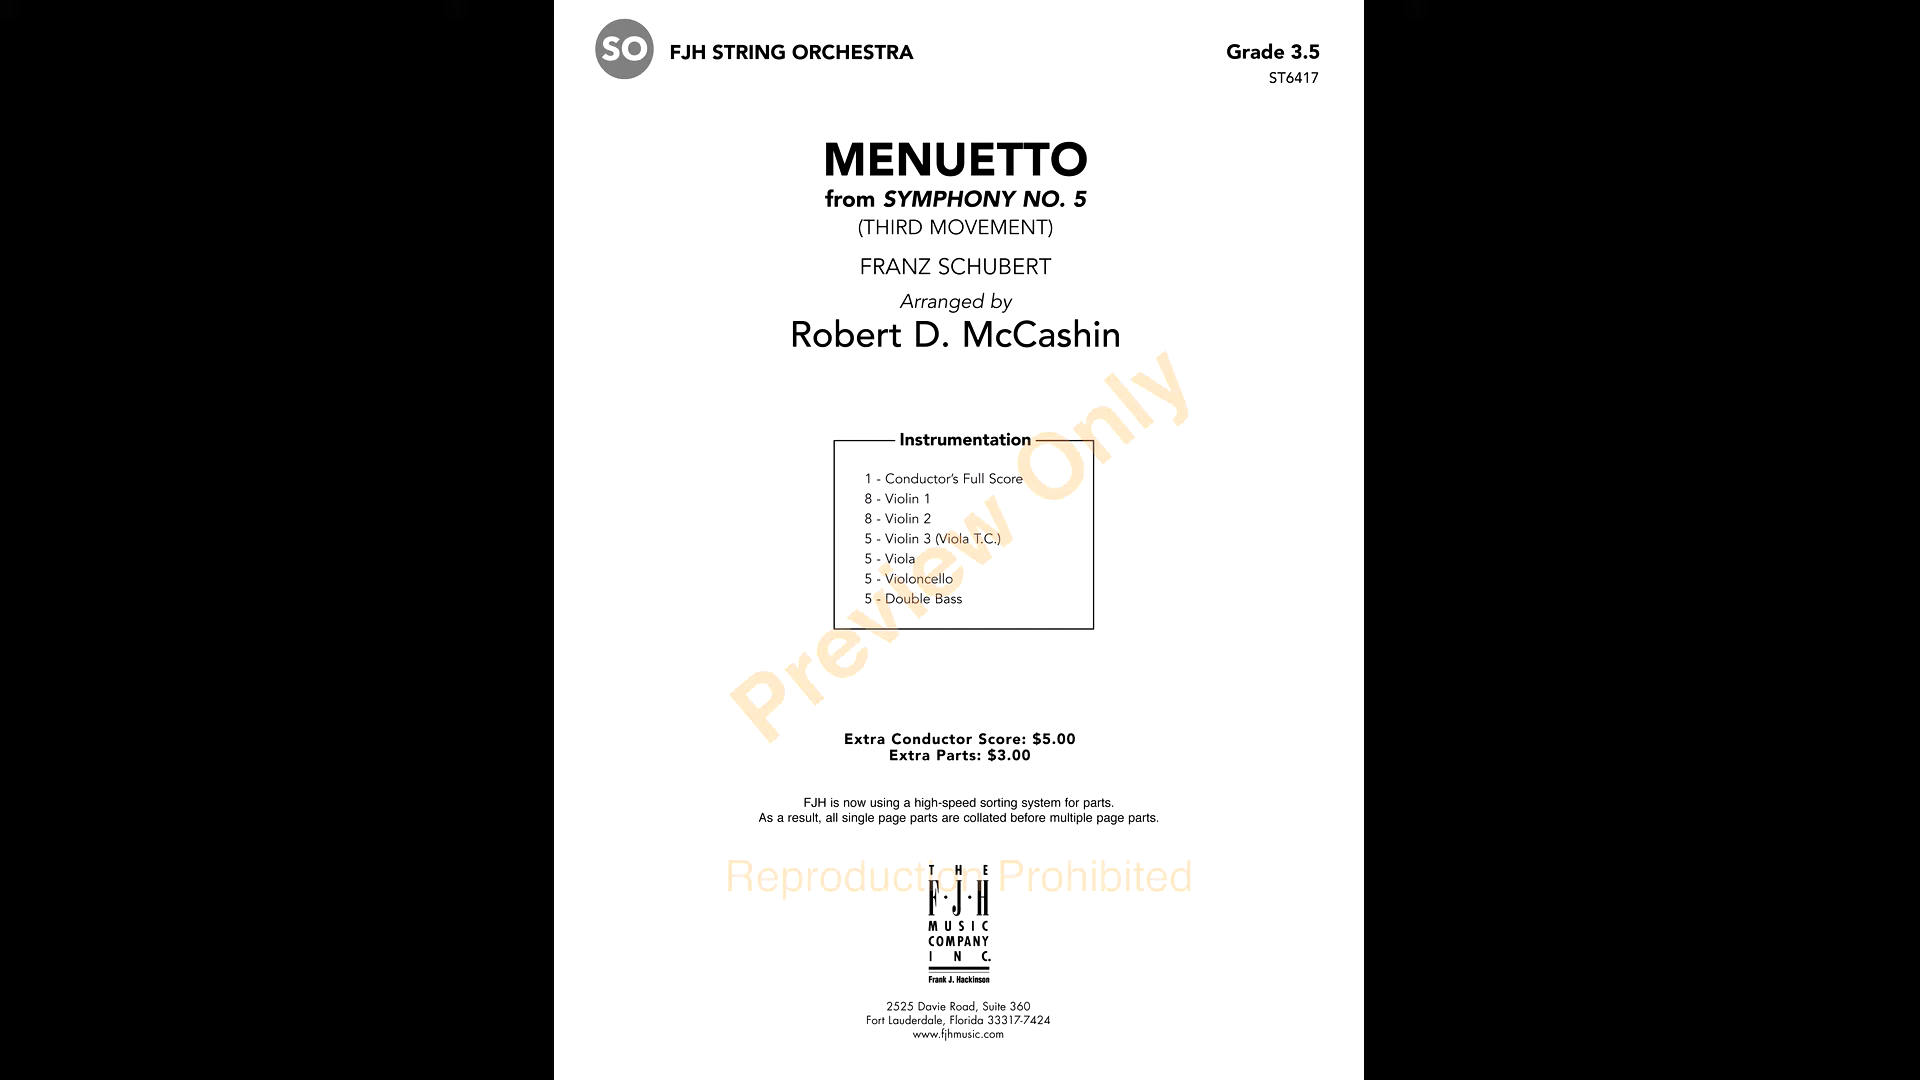 SO FJH STRING ORCHESTRA
Grade 3.5
ST6417
MENUETTO
from SYMPHONY NO. 5
(THIRD MOVEMENT)
FRANZ SCHUBERT
Arranged by
Robert D. McCashin
Instrumentation
1 - Conductor's Full Score
8 - Violin 1
8 - Violin 2
5 - Violin 3 (Viola T.C.)
5 - Viola
5 - Violoncello
5 - Double Bass
Preview Only
Extra Conductor Score: $5.00
Extra Parts: $3.00
FJH is now using a high-speed sorting system for parts.
As a result, all single page parts are collated before multiple page parts.
Reproduction Prohibited
THE
F·J·H
MUSIC
COMPANY
INC.
Frank J. Hackinson
2525 Davie Road, Suite 360
Fort Lauderdale, Florida 33317-7424
www.fjhmusic.com